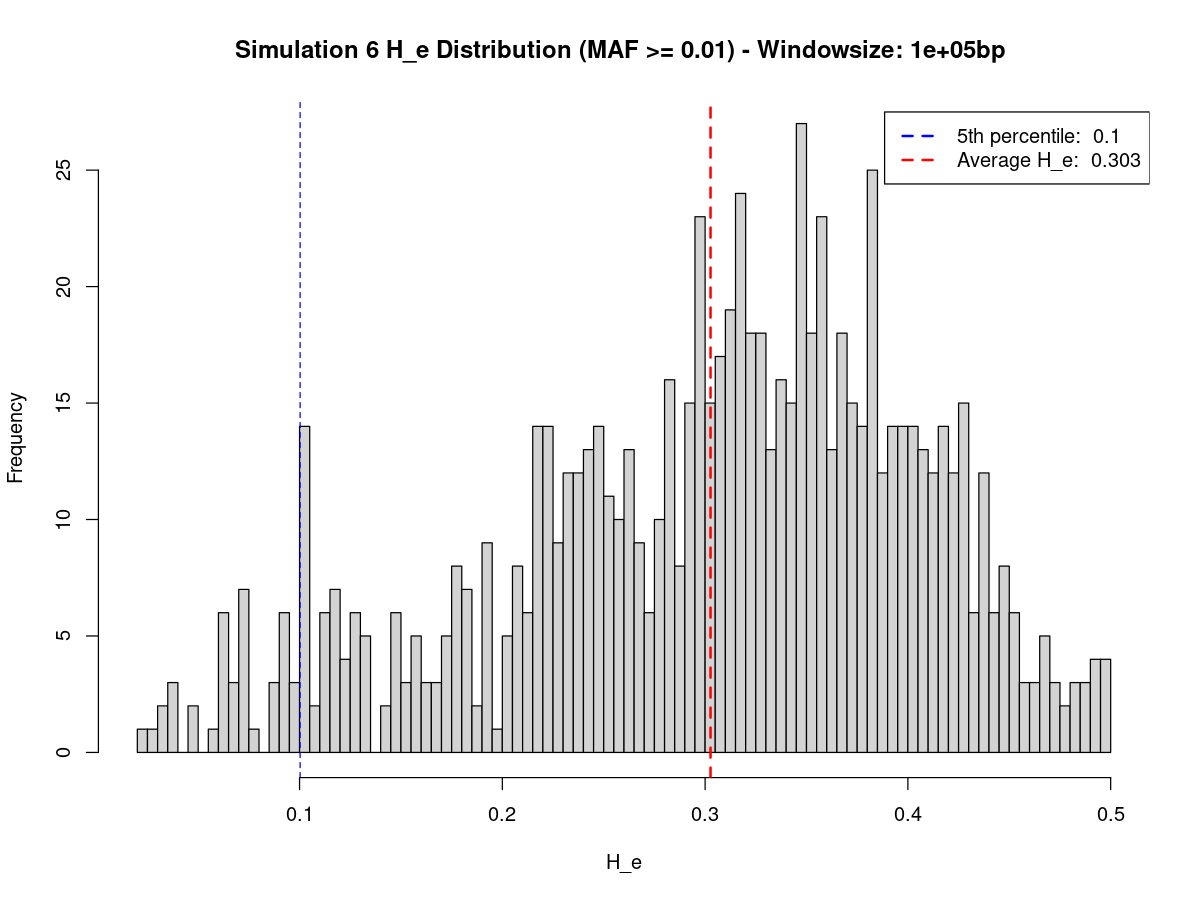 Simulation 6 H_e Distribution (MAF >= 0.01) - Windowsize: 1e+05bp
5th percentile:  0.1
Average H_e:  0.303
Frequency
25
20
15
10
5
0
0.1
0.2
0.3
0.4
0.5
H_e